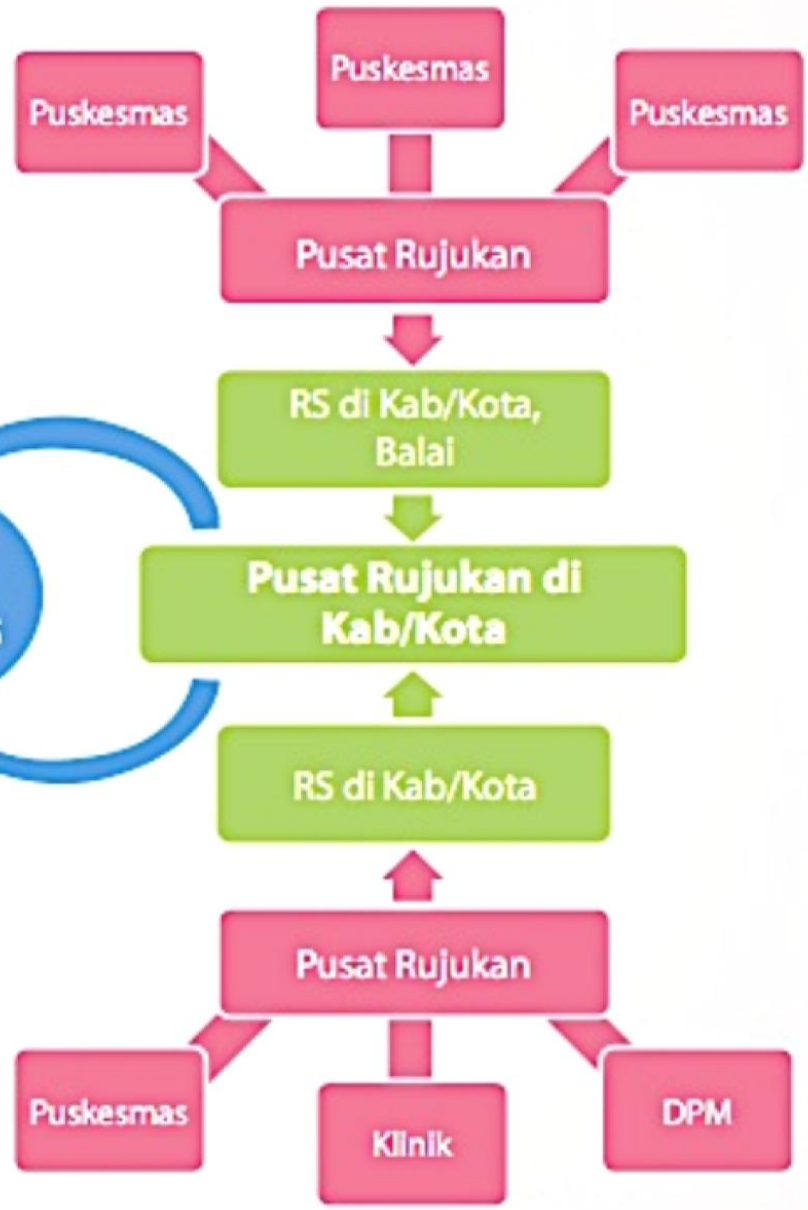 Puskesmas
Puskesmas
Puskesmas
Pusat Rujukan
RS di Kab/Kota,
Balai
Pusat Rujukan di
Kab/Kota
RS di Kab/Kota
Pusat Rujukan
Puskesmas
Klinik
DPM